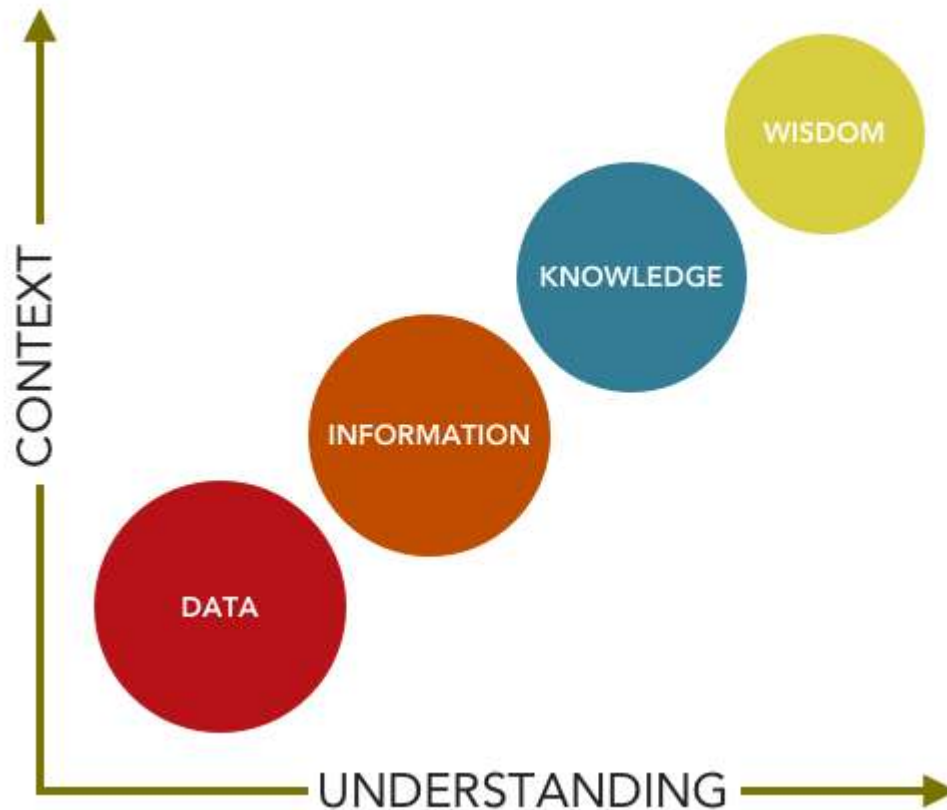 WISDOM
KNOWLEDGE
CONTEXT
INFORMATION
DATA
UNDERSTANDING